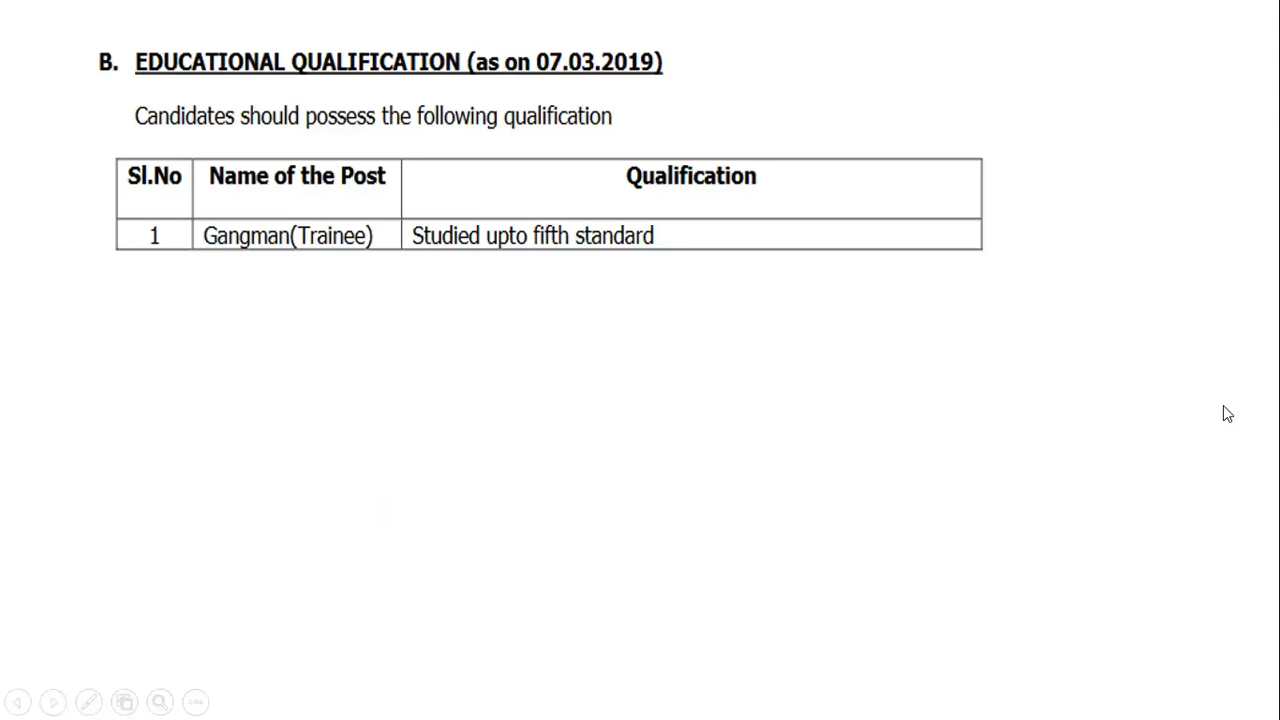 B. EDUCATIONAL QUALIFICATION (as on 07.03.2019)
Candidates should possess the following qualification
Sl.No Name of the Post Qualification
1 Gangman(Trainee) Studied upto fifth standard